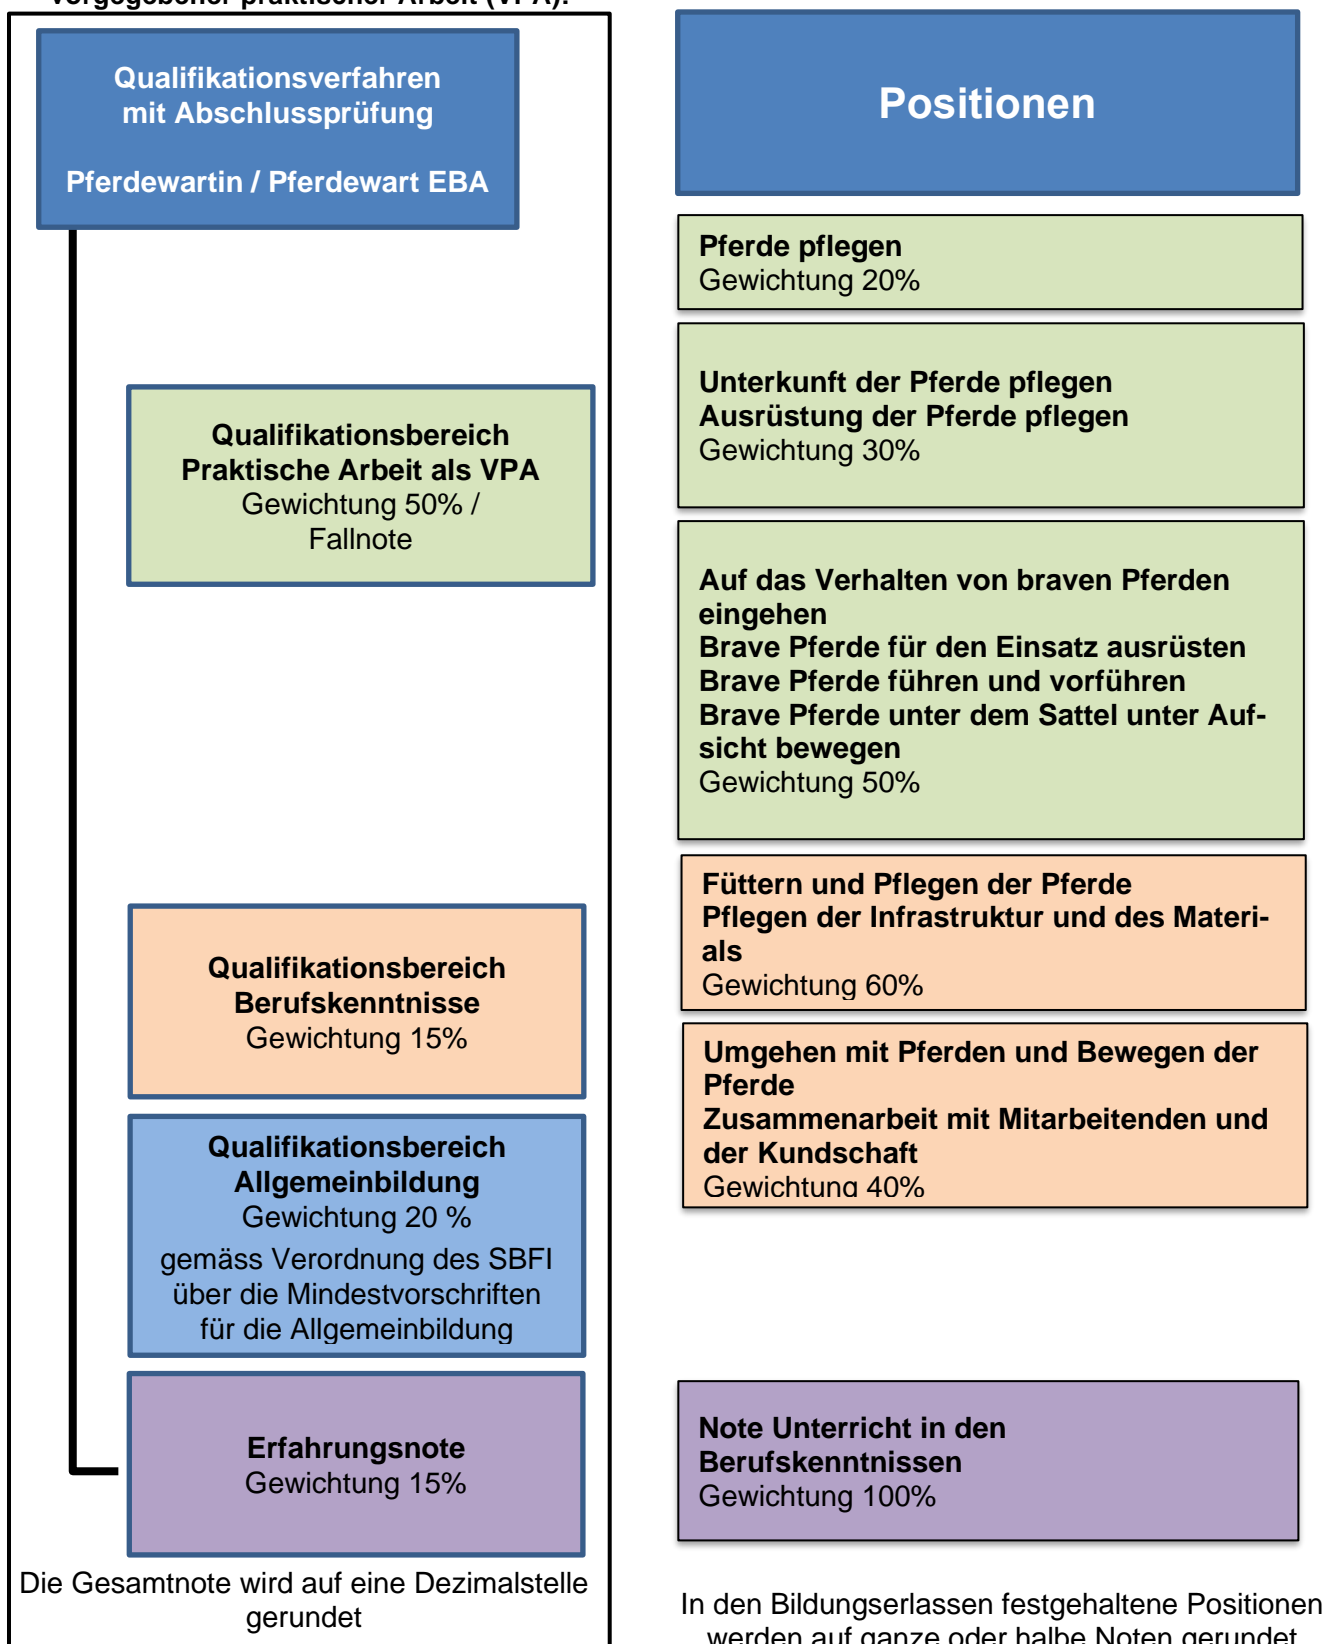 vorgegebener praktischer Arbeit (VPA).
Qualifikationsverfahren
mit Abschlussprüfung
Pferdewartin / Pferdewart EBA
Qualifikationsbereich
Praktische Arbeit als VPA
Gewichtung 50% /
Fallnote
Qualifikationsbereich
Berufskenntnisse
Gewichtung 15%
Qualifikationsbereich
Allgemeinbildung
Gewichtung 20 %
gemäss Verordnung des SBFI
über die Mindestvorschriften
für die Allgemeinbildung
Erfahrungsnote
Gewichtung 15%
Die Gesamtnote wird auf eine Dezimalstelle
gerundet
Positionen
Pferde pflegen
Gewichtung 20%
Unterkunft der Pferde pflegen
Ausrüstung der Pferde pflegen
Gewichtung 30%
Auf das Verhalten von braven Pferden
eingehen
Brave Pferde für den Einsatz ausrüsten
Brave Pferde führen und vorführen
Brave Pferde unter dem Sattel unter Auf-
sicht bewegen
Gewichtung 50%
Füttern und Pflegen der Pferde
Pflegen der Infrastruktur und des Materi-
als
Gewichtung 60%
Umgehen mit Pferden und Bewegen der
Pferde
Zusammenarbeit mit Mitarbeitenden und
der Kundschaft
Gewichtung 40%
Note Unterricht in den
Berufskenntnissen
Gewichtung 100%
In den Bildungserlassen festgehaltene Positionen
werden auf ganze oder halbe Noten gerundet